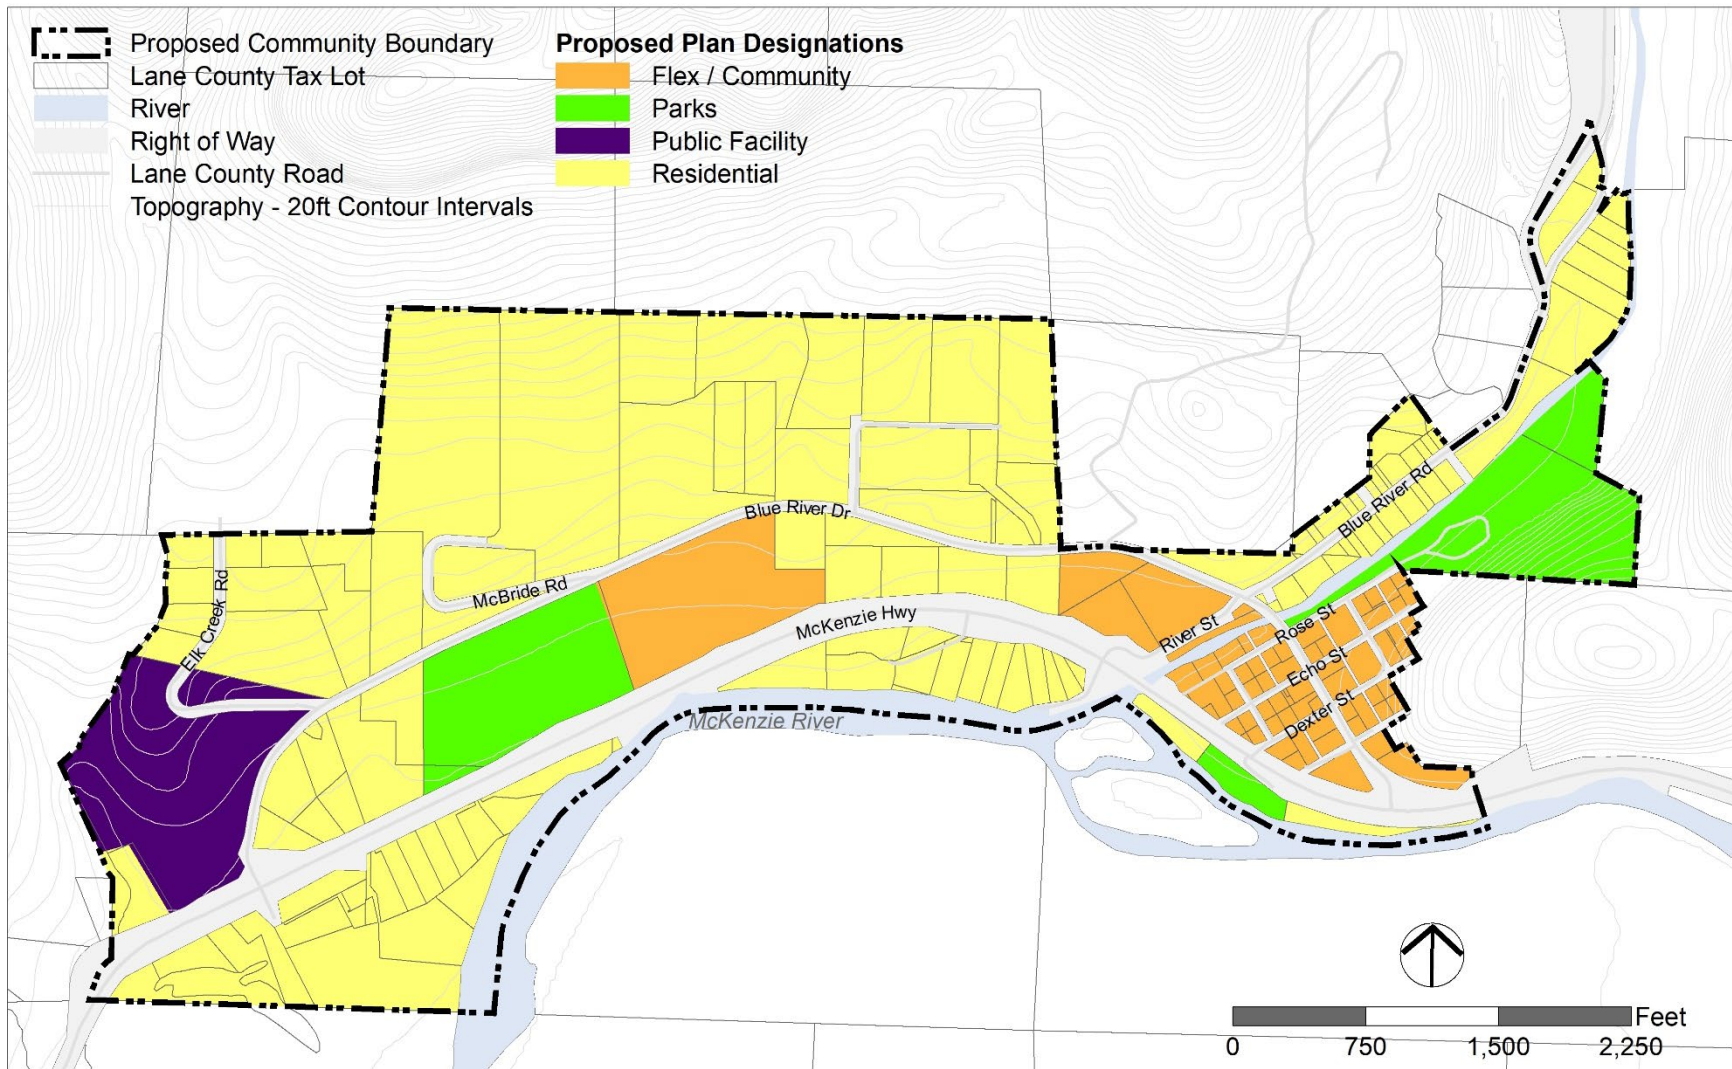 Proposed Community Boundary
Lane County Tax Lot
River
Right of Way
Lane County Road
Topography - 20ft Contour Intervals
Proposed Plan Designations
Flex / Community
Parks
Public Facility
Residential
Blue River Dr
Blue River Rd
McBride Rd
Elk Creek Rd
McKenzie Hwy
River St
Rose St
Echo St
Dexter St
McKenzie River
Feet
0 750 1,500 2,250